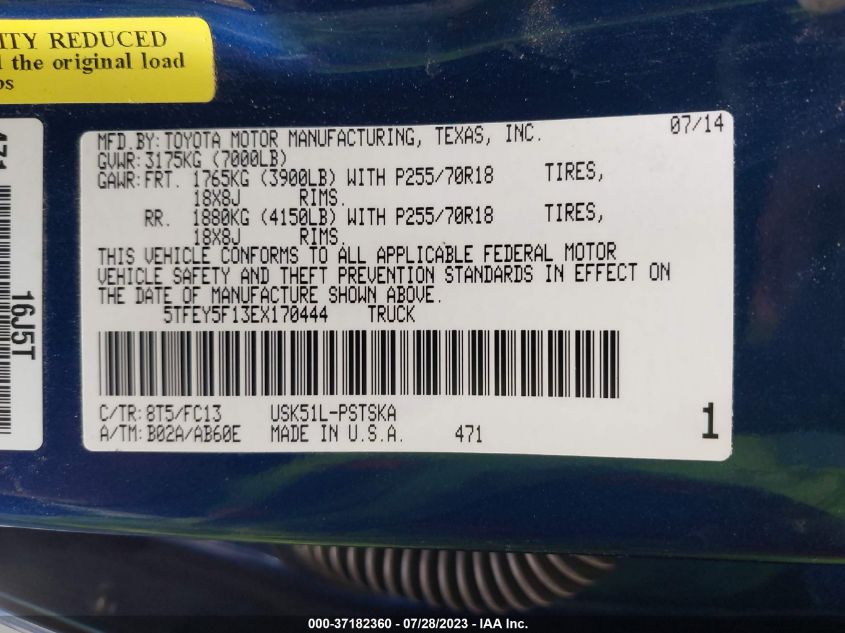 ITY REDUCED
the original load
471
16J5T
07/14
MFD.BY: TOYOTA MOTOR MANUFACTURING, TEXAS, INC.
GVWR: 3175KG (7000LB)
GAWR: FRT. 1765KG (3900LB) WITH P255/70R18 TIRES,
18X8J RIMS.
RR. 1880KG (4150LB) WITH P255/70R18 TIRES,
18X8J RIMS.
THIS VEHICLE CONFORMS TO ALL APPLICABLE FEDERAL MOTOR
VEHICLE SAFETY AND THEFT PREVENTION STANDARDS IN EFFECT ON
THE DATE OF MANUFACTURE SHOWN ABOVE.
5TFEY5F13EX170444 TRUCK
C/TR: 8T5/FC13 USK51L-PSTSKA
A/TM: B02A/AB60E MADE IN U.S.A. 471
1
000-37182360 - 07/28/2023 - IAA Inc.